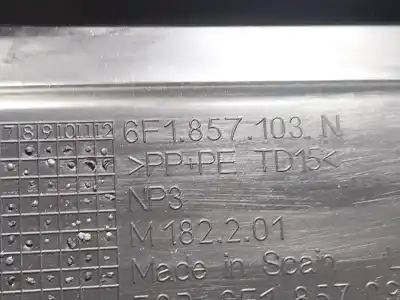 7 8 9 10 11 12
6F1.857.103 N
>PP+PE TD15<
NP3
M 182.2.01
Made in Spain